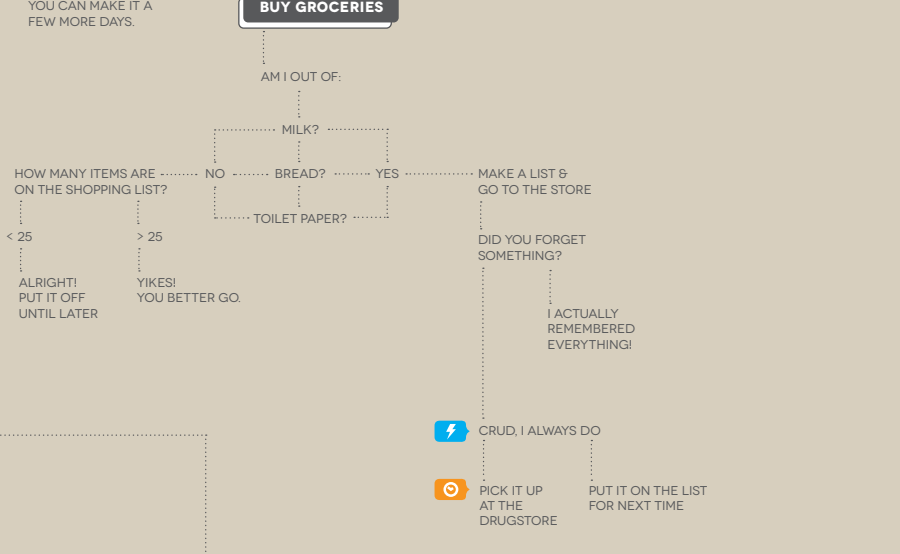 YOU CAN MAKE IT A
FEW MORE DAYS.
BUY GROCERIES
AM I OUT OF:
MILK?
HOW MANY ITEMS ARE
ON THE SHOPPING LIST?
NO
BREAD?
YES
MAKE A LIST &
GO TO THE STORE
TOILET PAPER?
< 25
> 25
ALRIGHT!
PUT IT OFF
UNTIL LATER
YIKES!
YOU BETTER GO.
DID YOU FORGET
SOMETHING?
I ACTUALLY
REMEMBERED
EVERYTHING!
CRUD, I ALWAYS DO
PICK IT UP
AT THE
DRUGSTORE
PUT IT ON THE LIST
FOR NEXT TIME